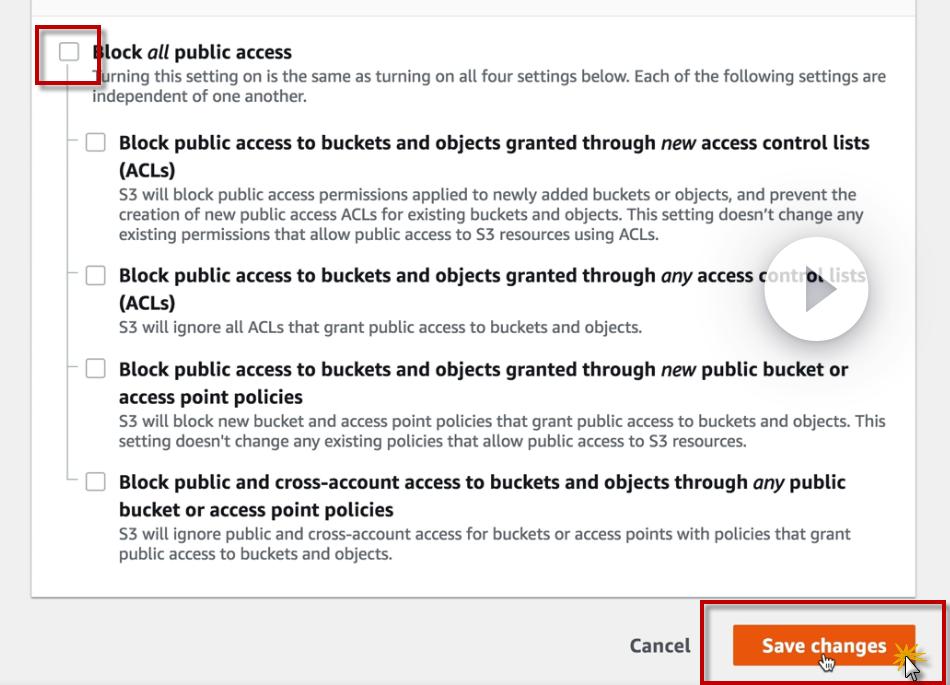 Block all public access
Turning this setting on is the same as turning on all four settings below. Each of the following settings are
independent of one another.
Block public access to buckets and objects granted through new access control lists
(ACLs)
S3 will block public access permissions applied to newly added buckets or objects, and prevent the
creation of new public access ACLs for existing buckets and objects. This setting doesn't change any
existing permissions that allow public access to S3 resources using ACLs.
Block public access to buckets and objects granted through any access control lists
(ACLs)
S3 will ignore all ACLs that grant public access to buckets and objects.
Block public access to buckets and objects granted through new public bucket or
access point policies
S3 will block new bucket and access point policies that grant public access to buckets and objects. This
setting doesn't change any existing policies that allow public access to S3 resources.
Block public and cross-account access to buckets and objects through any public
bucket or access point policies
S3 will ignore public and cross-account access for buckets or access points with policies that grant
public access to buckets and objects.
Cancel
Save changes